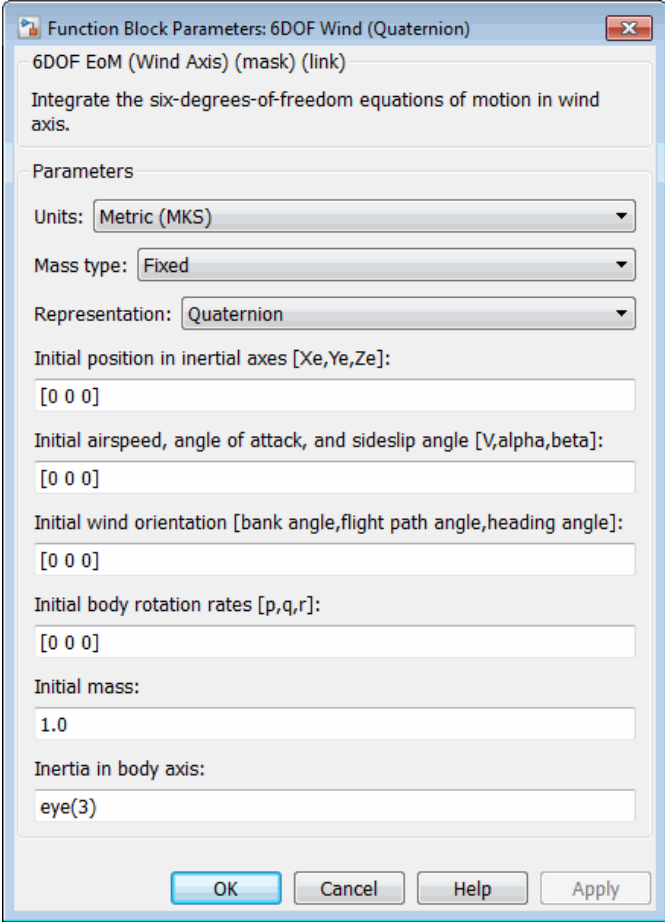 Function Block Parameters: 6DOF Wind (Quaternion)
6DOF EoM (Wind Axis) (mask) (link)
Integrate the six-degrees-of-freedom equations of motion in wind
axis.
Parameters
Units: Metric (MKS)
Mass type: Fixed
Representation: Quaternion
Initial position in inertial axes [Xe,Ye,Ze]:
[0 0 0]
Initial airspeed, angle of attack, and sideslip angle [V,alpha,beta]:
[0 0 0]
Initial wind orientation [bank angle,flight path angle,heading angle]:
[0 0 0]
Initial body rotation rates [p,q,r]:
[0 0 0]
Initial mass:
1.0
Inertia in body axis:
eye(3)
OK Cancel Help Apply